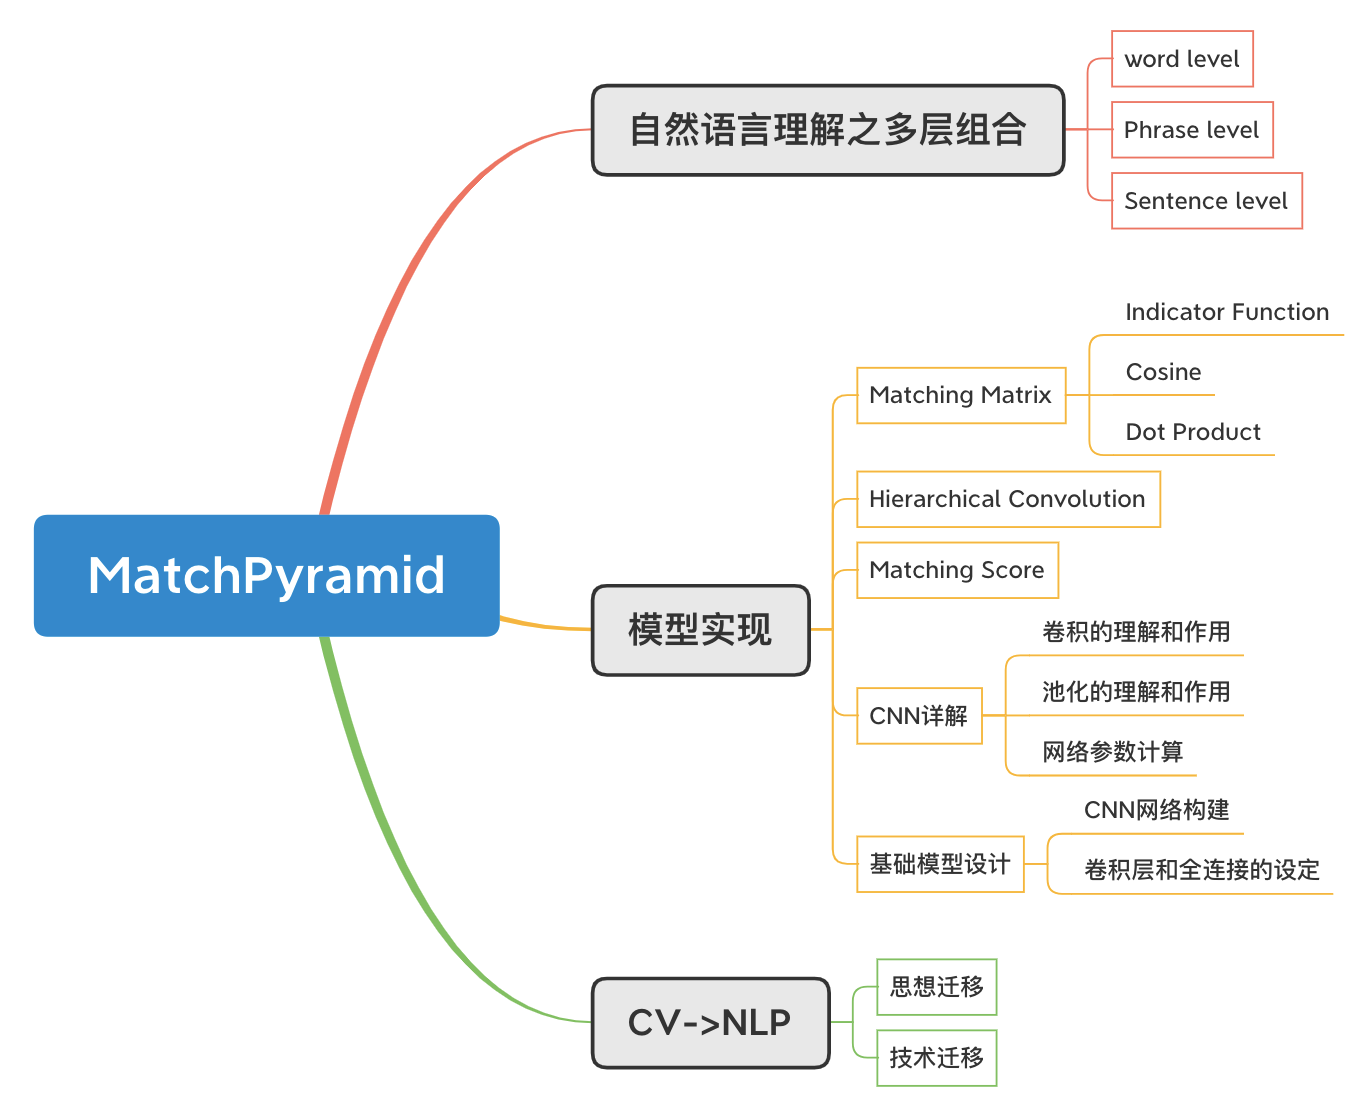 MatchPyramid
自然语言理解之多层组合
word level
Phrase level
Sentence level
模型实现
Matching Matrix
Indicator Function
Cosine
Dot Product
Hierarchical Convolution
Matching Score
CNN详解
卷积的理解和作用
池化的理解和作用
网络参数计算
基础模型设计
CNN网络构建
卷积层和全连接的设定
CV->NLP
思想迁移
技术迁移